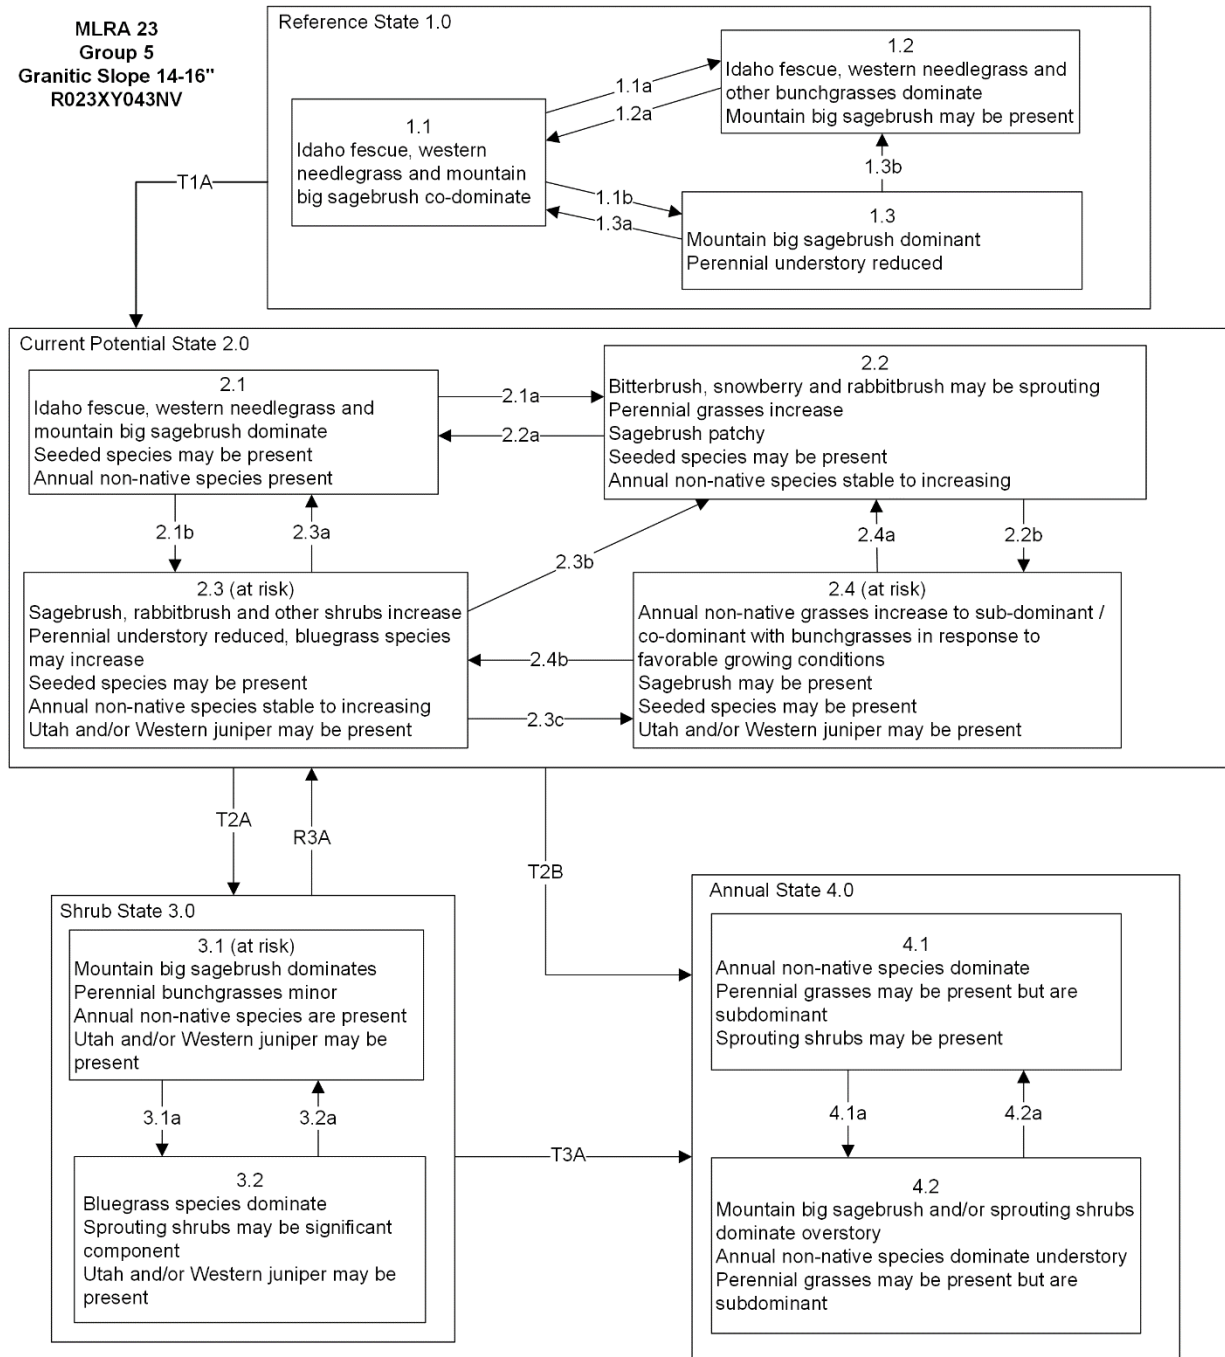 MLRA 23
Group 5
Granitic Slope 14-16"
R023XY043NV
Reference State 1.0
1.1
Idaho fescue, western
needlegrass and mountain
big sagebrush co-dominate
1.1a
1.2a
1.2
Idaho fescue, western needlegrass and
other bunchgrasses dominate
Mountain big sagebrush may be present
1.3b
1.1b
1.3a
1.3
Mountain big sagebrush dominant
Perennial understory reduced
T1A
Current Potential State 2.0
2.1
Idaho fescue, western needlegrass and
mountain big sagebrush dominate
Seeded species may be present
Annual non-native species present
2.1a
2.2a
2.2
Bitterbrush, snowberry and rabbitbrush may be sprouting
Perennial grasses increase
Sagebrush patchy
Seeded species may be present
Annual non-native species stable to increasing
2.1b
2.3a
2.3b
2.4a
2.2b
2.3 (at risk)
Sagebrush, rabbitbrush and other shrubs increase
Perennial understory reduced, bluegrass species
may increase
Seeded species may be present
Annual non-native species stable to increasing
Utah and/or Western juniper may be present
2.4b
2.3c
2.4 (at risk)
Annual non-native grasses increase to sub-dominant /
co-dominant with bunchgrasses in response to
favorable growing conditions
Sagebrush may be present
Seeded species may be present
Utah and/or Western juniper may be present
T2A
R3A
T2B
Shrub State 3.0
3.1 (at risk)
Mountain big sagebrush dominates
Perennial bunchgrasses minor
Annual non-native species are present
Utah and/or Western juniper may be
present
3.1a
3.2a
3.2
Bluegrass species dominate
Sprouting shrubs may be significant
component
Utah and/or Western juniper may be
present
T3A
Annual State 4.0
4.1
Annual non-native species dominate
Perennial grasses may be present but are
subdominant
Sprouting shrubs may be present
4.1a
4.2a
4.2
Mountain big sagebrush and/or sprouting shrubs
dominate overstory
Annual non-native species dominate understory
Perennial grasses may be present but are
subdominant